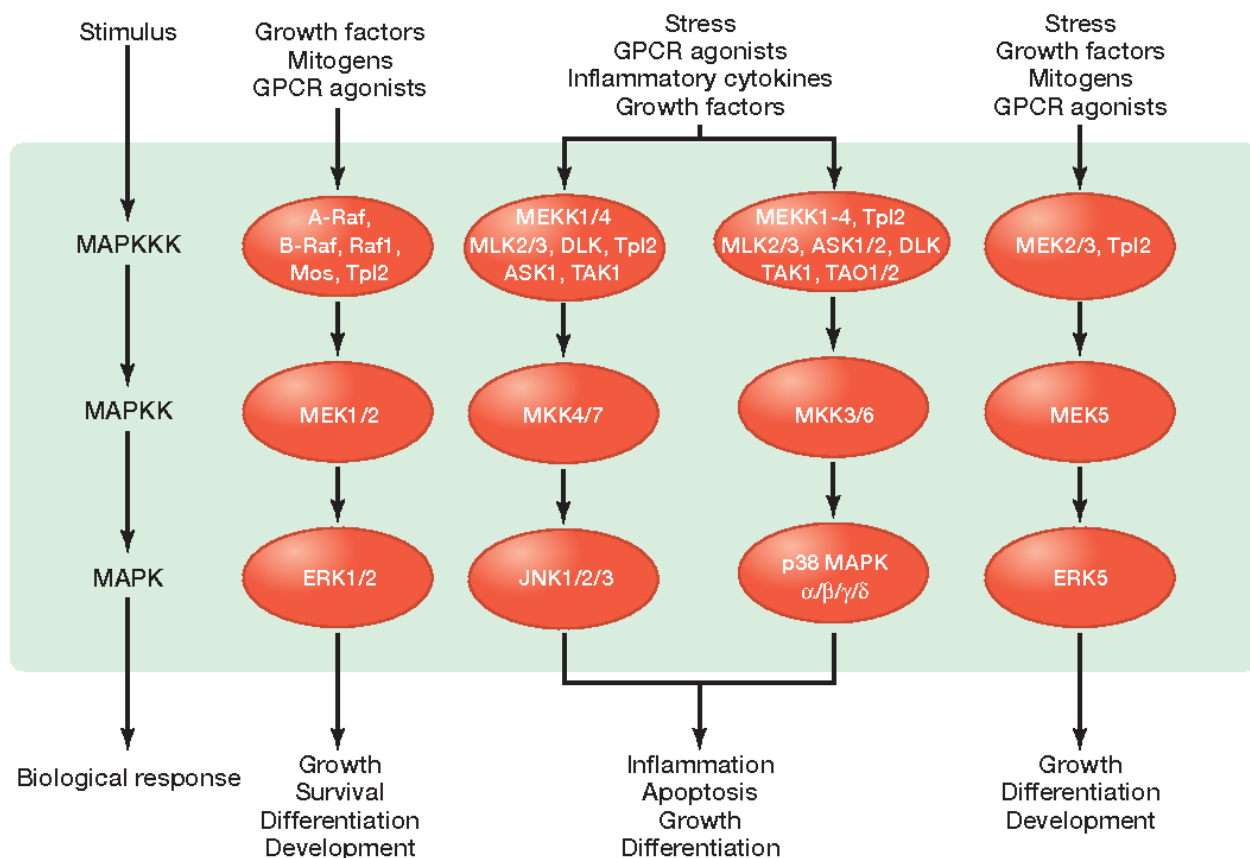 Stimulus
Growth factors
Mitogens
GPCR agonists
Stress
GPCR agonists
Inflammatory cytokines
Growth factors
Stress
Growth factors
Mitogens
GPCR agonists
MAPKKK
A-Raf,
B-Raf, Raf1,
Mos, Tpl2
MEKK1/4
MLK2/3, DLK, Tpl2
ASK1, TAK1
MEKK1-4, Tpl2
MLK2/3, ASK1/2, DLK
TAK1, TAO1/2
MEK2/3, Tpl2
MAPKK
MEK1/2
MKK4/7
MKK3/6
MEK5
MAPK
ERK1/2
JNK1/2/3
p38 MAPK
α/β/γ/δ
ERK5
Biological response
Growth
Survival
Differentiation
Development
Inflammation
Apoptosis
Growth
Differentiation
Growth
Differentiation
Development